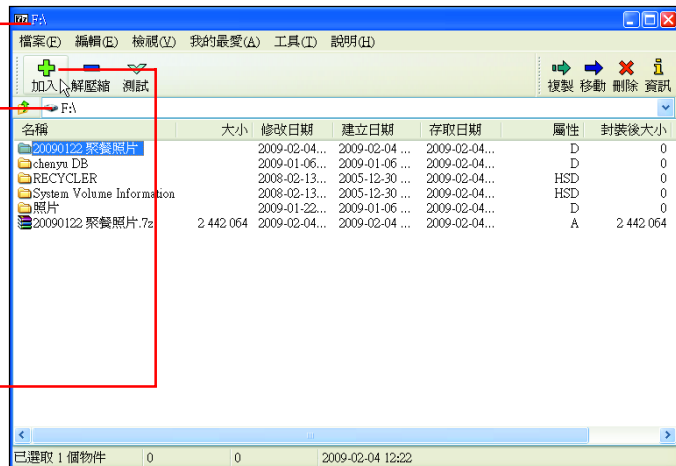 F:\
檔案(F) 編輯(E) 檢視(V) 我的最愛(A) 工具(T) 說明(H)
加入 解壓縮 測試 複製 移動 刪除 資訊
F:\
名稱 大小 修改日期 建立日期 存取日期 屬性 封裝後大小
20090122 聚餐照片 2009-02-04... 2009-02-04 ... 2009-02-04... D 0
chenyu DB 2009-01-06... 2009-01-06 ... 2009-02-04... D 0
RECYCLER 2008-02-13... 2005-12-30 ... 2009-02-04... HSD 0
System Volume Information 2008-02-13... 2005-12-30 ... 2009-02-04... HSD 0
照片 2009-01-22... 2009-01-06 ... 2009-02-04... D 0
20090122 聚餐照片.7z 2 442 064 2009-02-04... 2009-02-04 ... 2009-02-04... A 2 442 064
已選取 1 個物件 0 0 2009-02-04 12:22